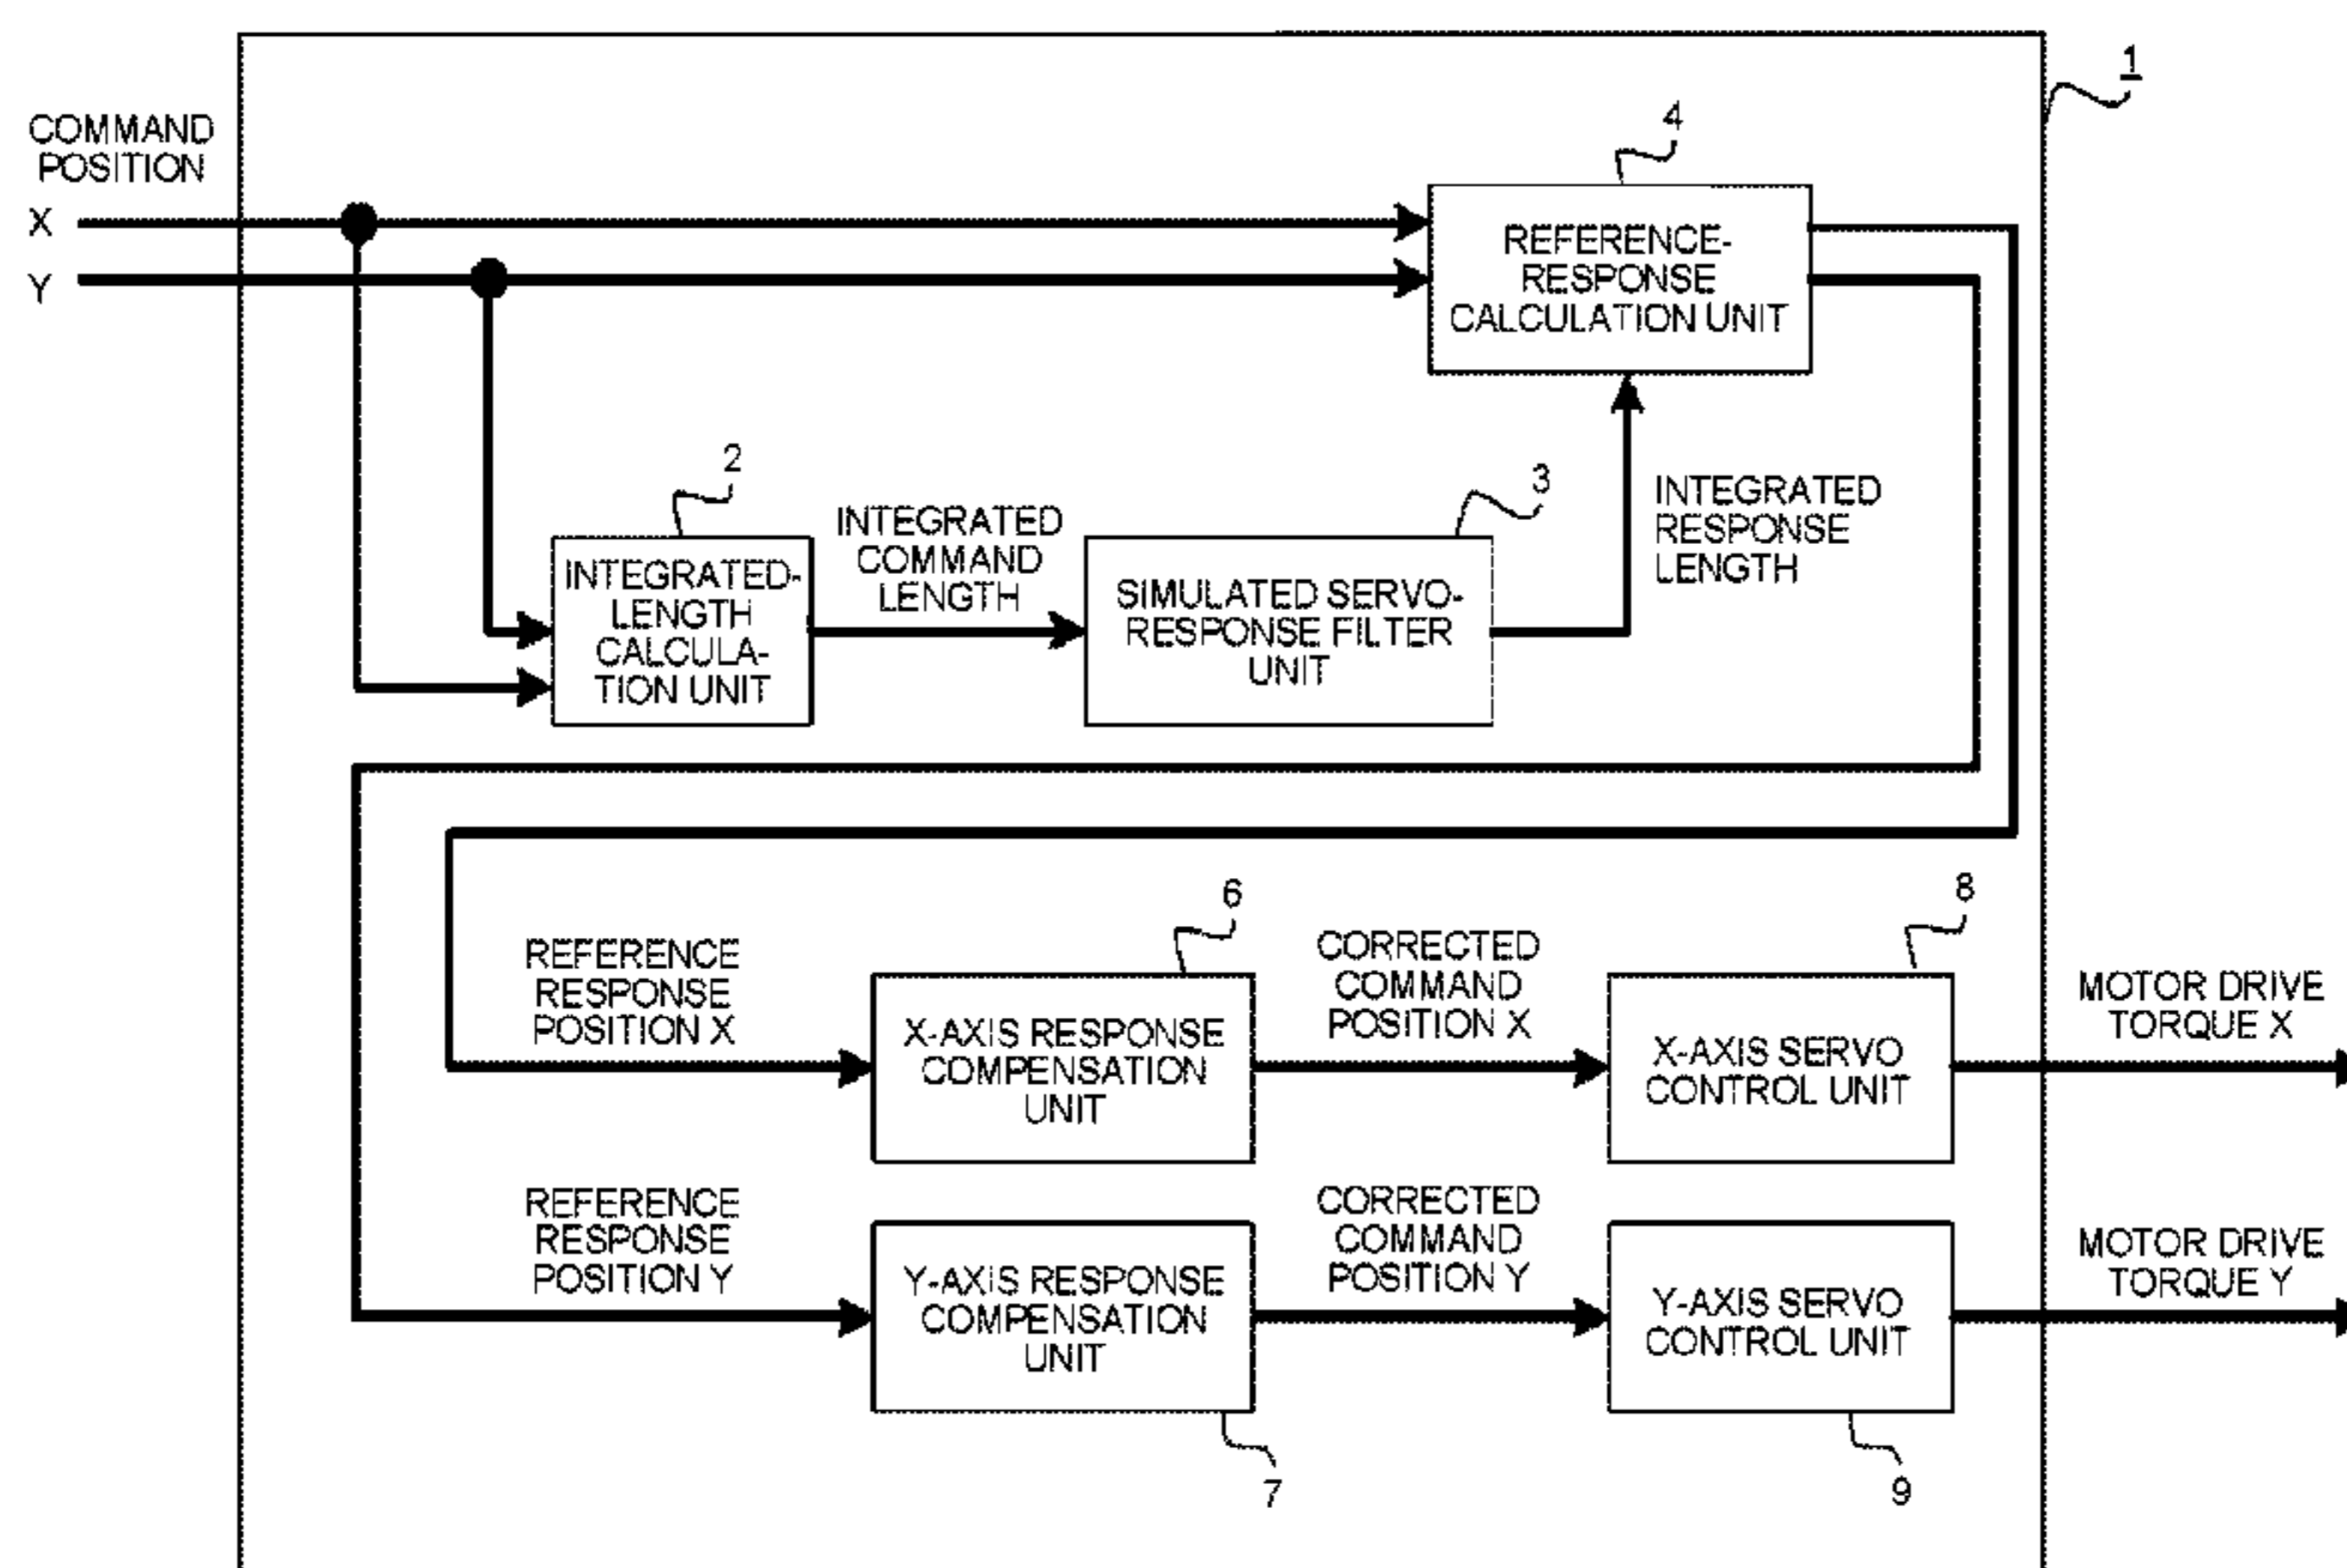 1
COMMAND
POSITION
X
Y
4
REFERENCE-
RESPONSE
CALCULATION UNIT
2
INTEGRATED-
LENGTH
CALCULA-
TION UNIT
INTEGRATED
COMMAND
LENGTH
3
SIMULATED SERVO-
RESPONSE FILTER
UNIT
INTEGRATED
RESPONSE
LENGTH
REFERENCE
RESPONSE
POSITION X
6
X-AXIS RESPONSE
COMPENSATION
UNIT
CORRECTED
COMMAND
POSITION X
8
X-AXIS SERVO
CONTROL UNIT
MOTOR DRIVE
TORQUE X
REFERENCE
RESPONSE
POSITION Y
Y-AXIS RESPONSE
COMPENSATION
UNIT
7
CORRECTED
COMMAND
POSITION Y
Y-AXIS SERVO
CONTROL UNIT
9
MOTOR DRIVE
TORQUE Y